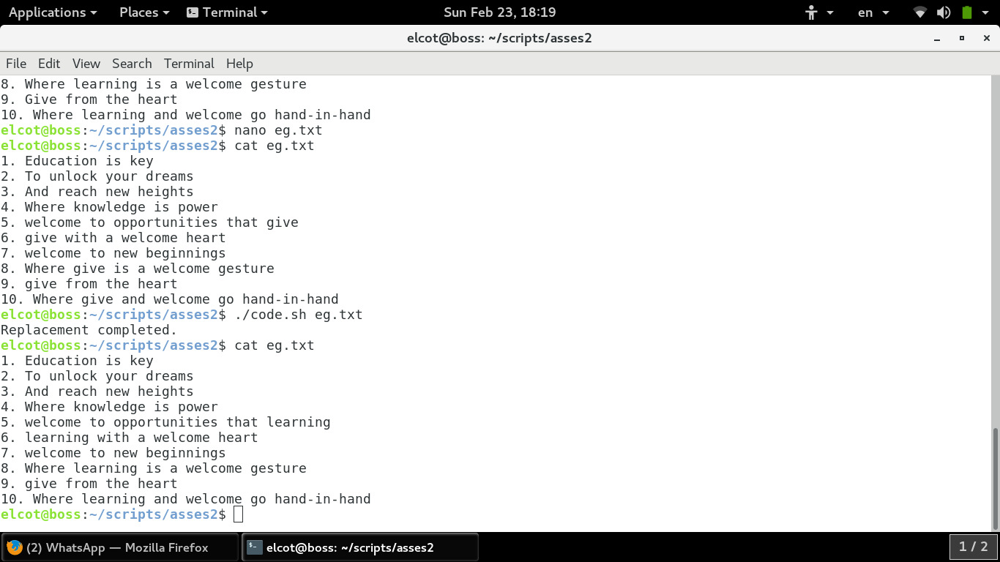 Applications Places Terminal Sun Feb 23, 18:19 en
elcot@boss: ~/scripts/asses2
File Edit View Search Terminal Help
8. Where learning is a welcome gesture
9. Give from the heart
10. Where learning and welcome go hand-in-hand
elcot@boss:~/scripts/asses2$ nano eg.txt
elcot@boss:~/scripts/asses2$ cat eg.txt
1. Education is key
2. To unlock your dreams
3. And reach new heights
4. Where knowledge is power
5. welcome to opportunities that give
6. give with a welcome heart
7. welcome to new beginnings
8. Where give is a welcome gesture
9. give from the heart
10. Where give and welcome go hand-in-hand
elcot@boss:~/scripts/asses2$ ./code.sh eg.txt
Replacement completed.
elcot@boss:~/scripts/asses2$ cat eg.txt
1. Education is key
2. To unlock your dreams
3. And reach new heights
4. Where knowledge is power
5. welcome to opportunities that learning
6. learning with a welcome heart
7. welcome to new beginnings
8. Where learning is a welcome gesture
9. give from the heart
10. Where learning and welcome go hand-in-hand
elcot@boss:~/scripts/asses2$
(2) WhatsApp — Mozilla Firefox elcot@boss: ~/scripts/asses2 1 / 2